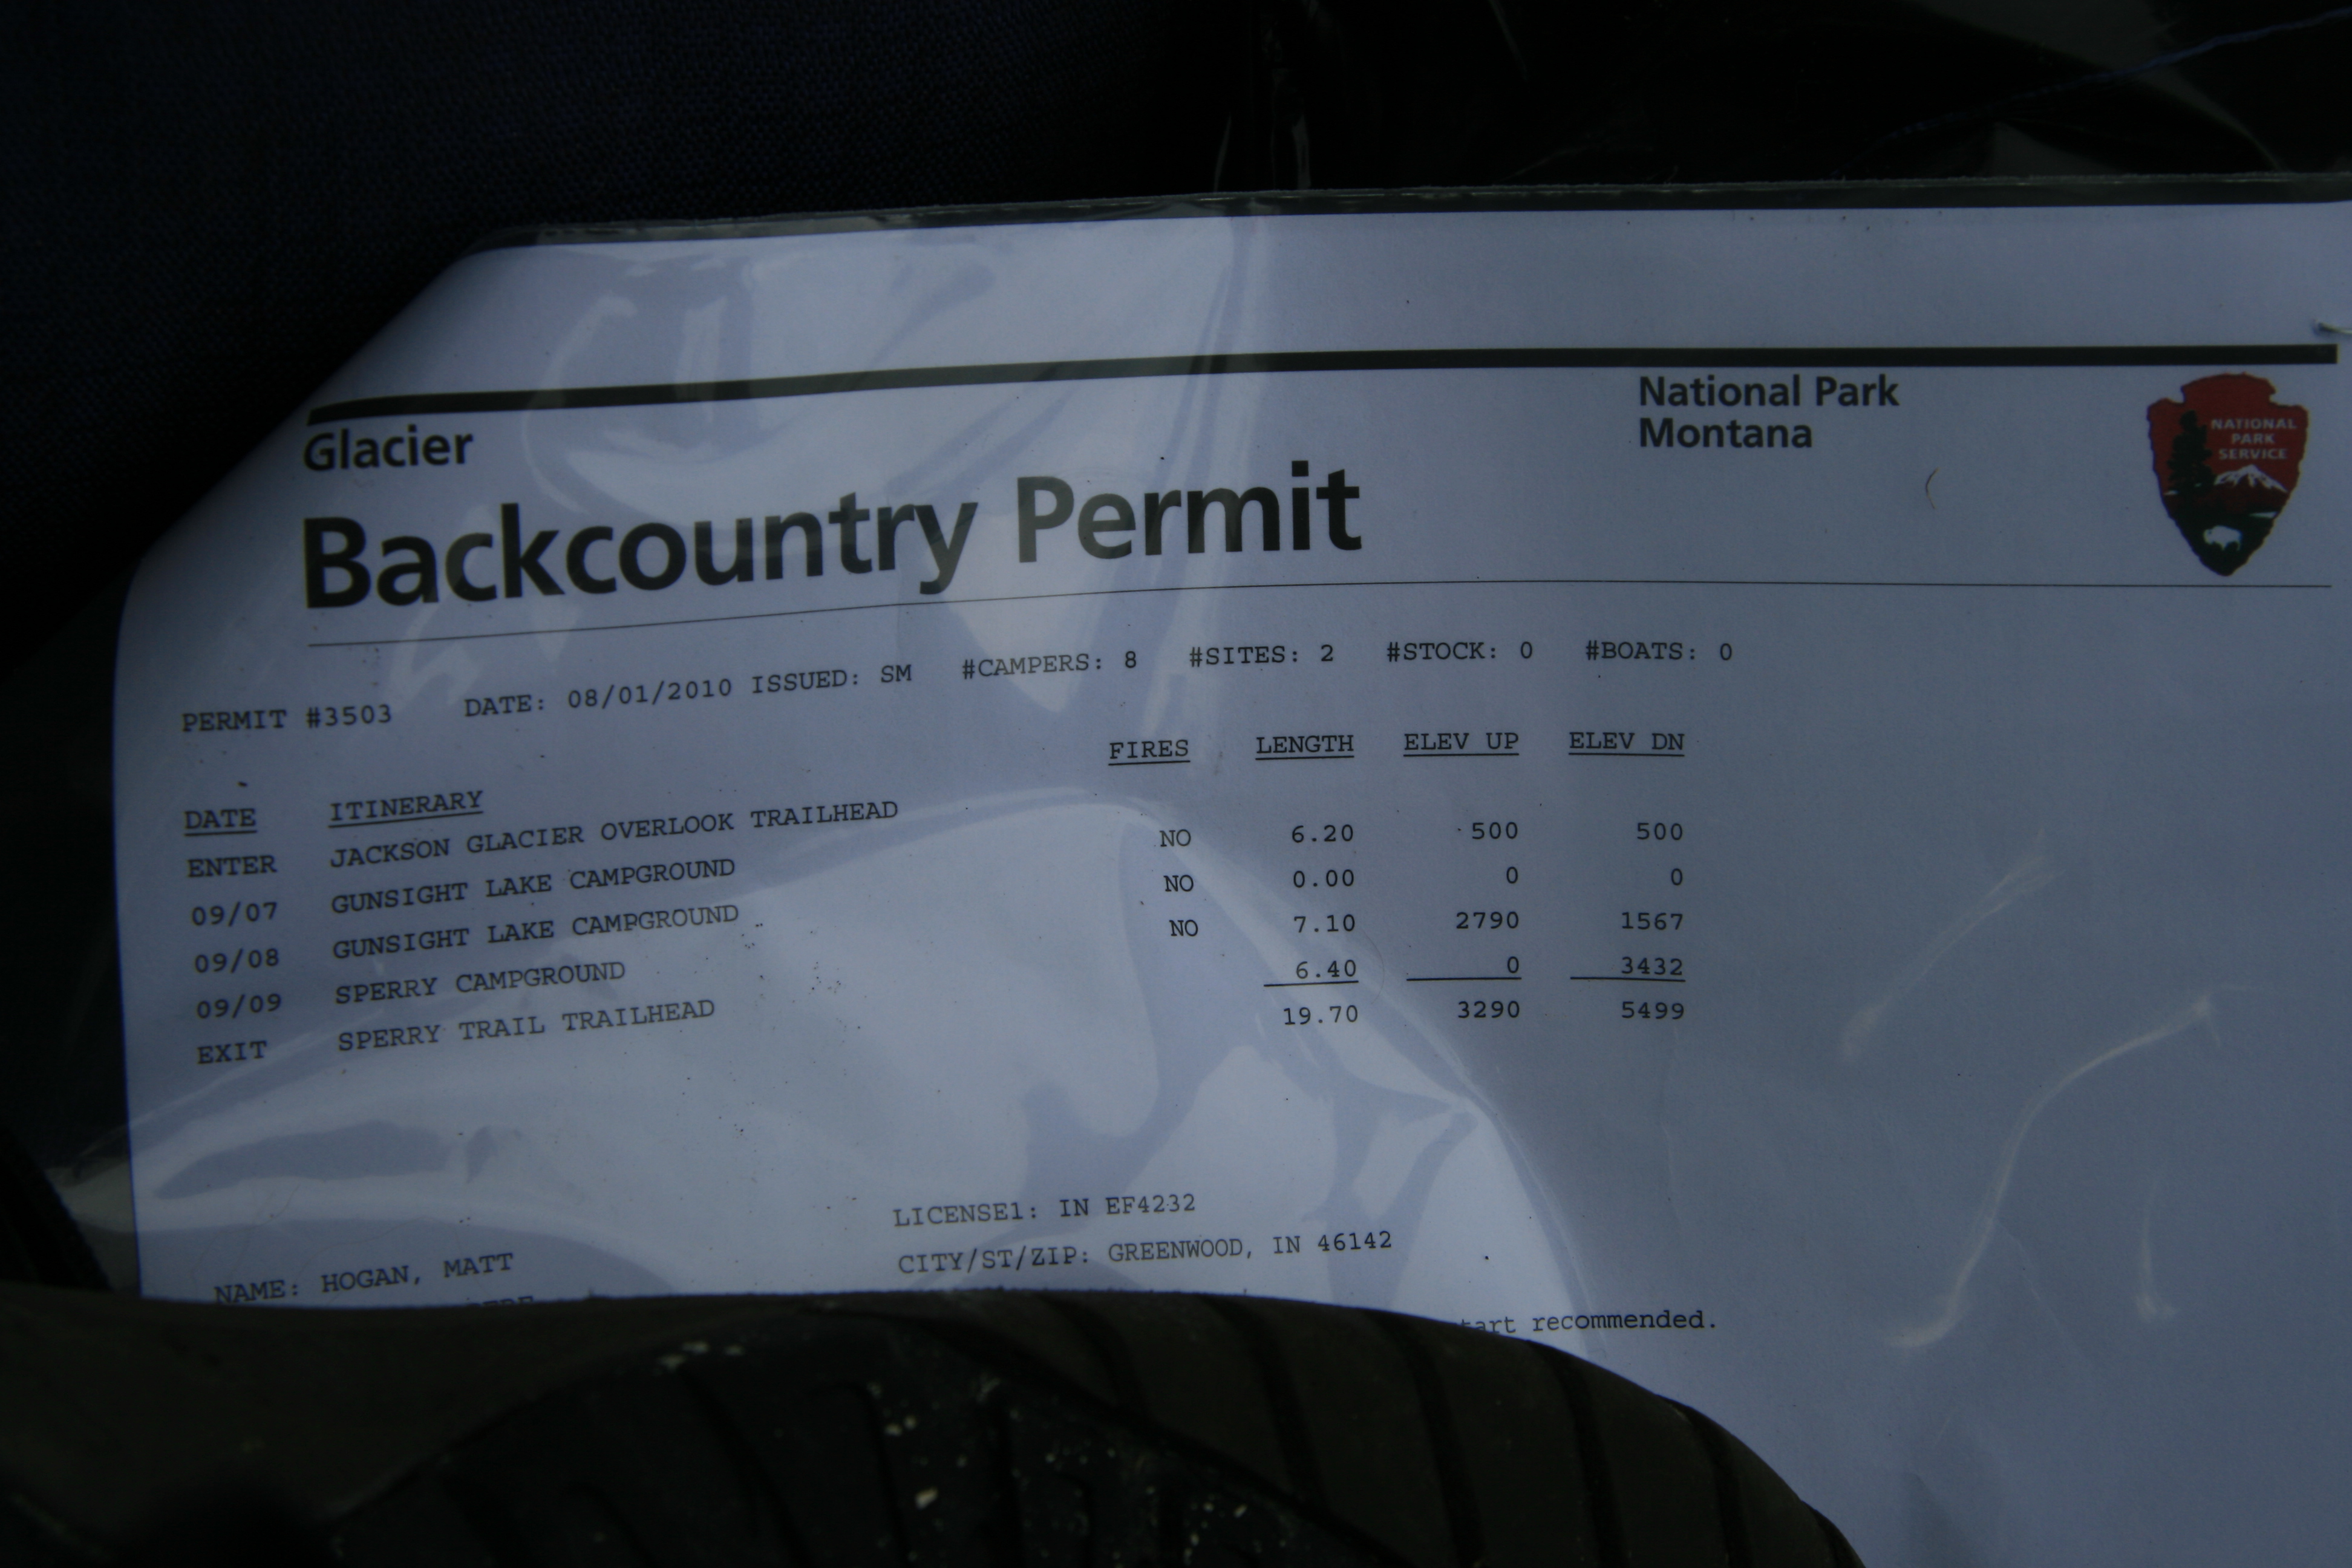 Glacier
National Park
Montana
NATIONAL
PARK
SERVICE
Backcountry Permit
PERMIT #3503 DATE: 08/01/2010 ISSUED: SM #CAMPERS: 8 #SITES: 2 #STOCK: 0 #BOATS: 0
DATE ITINERARY FIRES LENGTH ELEV UP ELEV DN
ENTER JACKSON GLACIER OVERLOOK TRAILHEAD
09/07 GUNSIGHT LAKE CAMPGROUND NO 6.20 500 500
09/08 GUNSIGHT LAKE CAMPGROUND NO 0.00 0 0
09/09 SPERRY CAMPGROUND NO 7.10 2790 1567
EXIT SPERRY TRAIL TRAILHEAD 6.40 0 3432
19.70 3290 5499
LICENSE1: IN EF4232
NAME: HOGAN, MATT CITY/ST/ZIP: GREENWOOD, IN 46142
recommended.